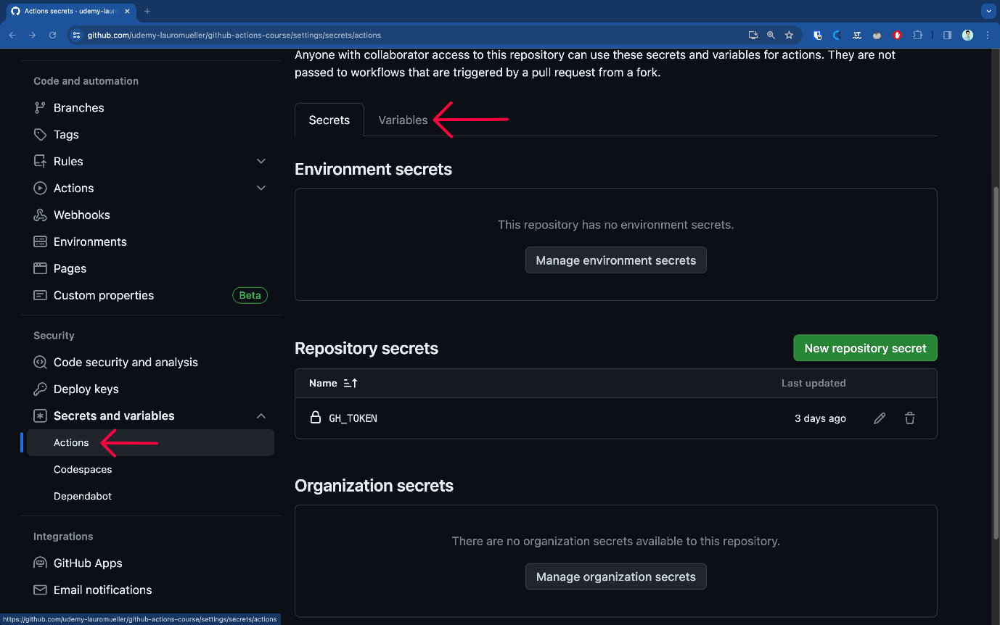 Actions secrets · udemy-laur
github.com/udemy-lauromueller/github-actions-course/settings/secrets/actions
Anyone with collaborator access to this repository can use these secrets and variables for actions. They are not
passed to workflows that are triggered by a pull request from a fork.
Code and automation
Branches
Tags
Rules
Actions
Webhooks
Environments
Pages
Custom properties
Beta
Security
Code security and analysis
Deploy keys
Secrets and variables
Actions
Codespaces
Dependabot
Integrations
GitHub Apps
Email notifications
Secrets
Variables
Environment secrets
This repository has no environment secrets.
Manage environment secrets
Repository secrets
New repository secret
Name
Last updated
GH_TOKEN
3 days ago
Organization secrets
There are no organization secrets available to this repository.
Manage organization secrets
https://github.com/udemy-lauromueller/github-actions-course/settings/secrets/actions